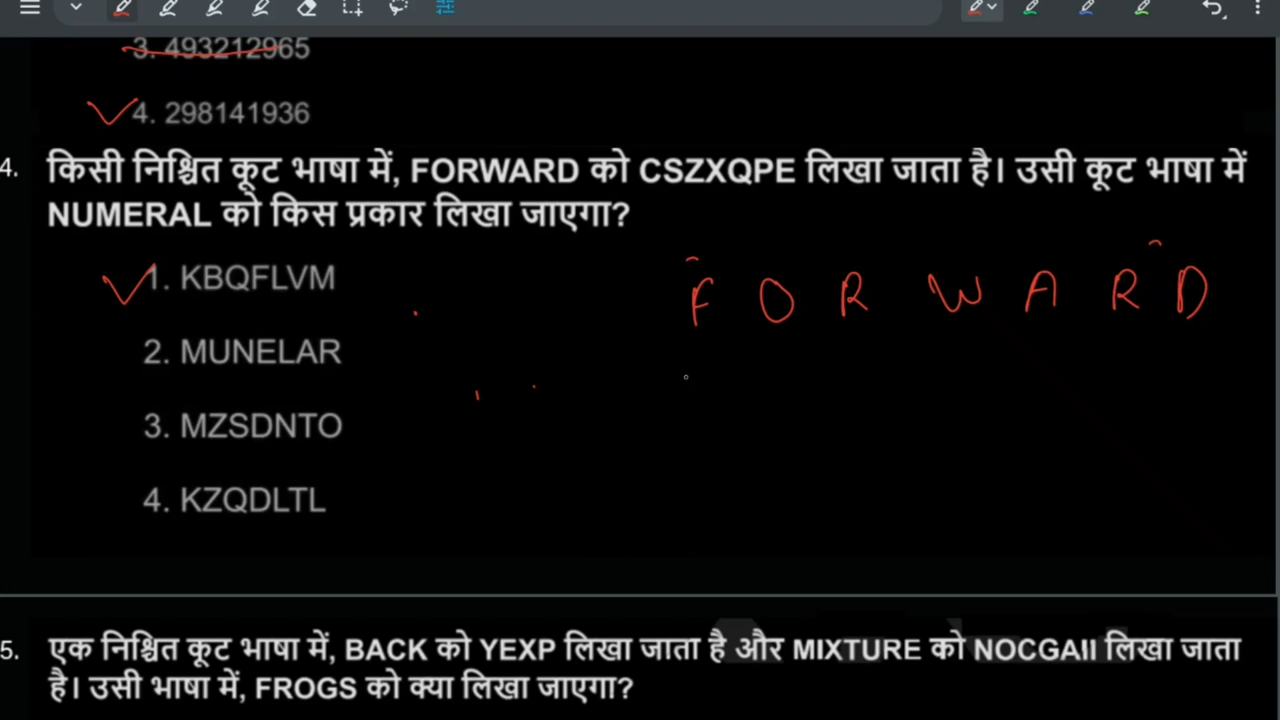 3. 493212965
4. 298141936
4. किसी निश्चित कूट भाषा में, FORWARD को CSZXQPE लिखा जाता है। उसी कूट भाषा में
NUMERAL को किस प्रकार लिखा जाएगा?
1. KBQFLVM
F O R W A R D
2. MUNELAR
3. MZSDNTO
4. KZQDLTL
5. एक निश्चित कूट भाषा में, BACK को YEXP लिखा जाता है और MIXTURE को NOCGAII लिखा जाता
है। उसी भाषा में, FROGS को क्या लिखा जाएगा?